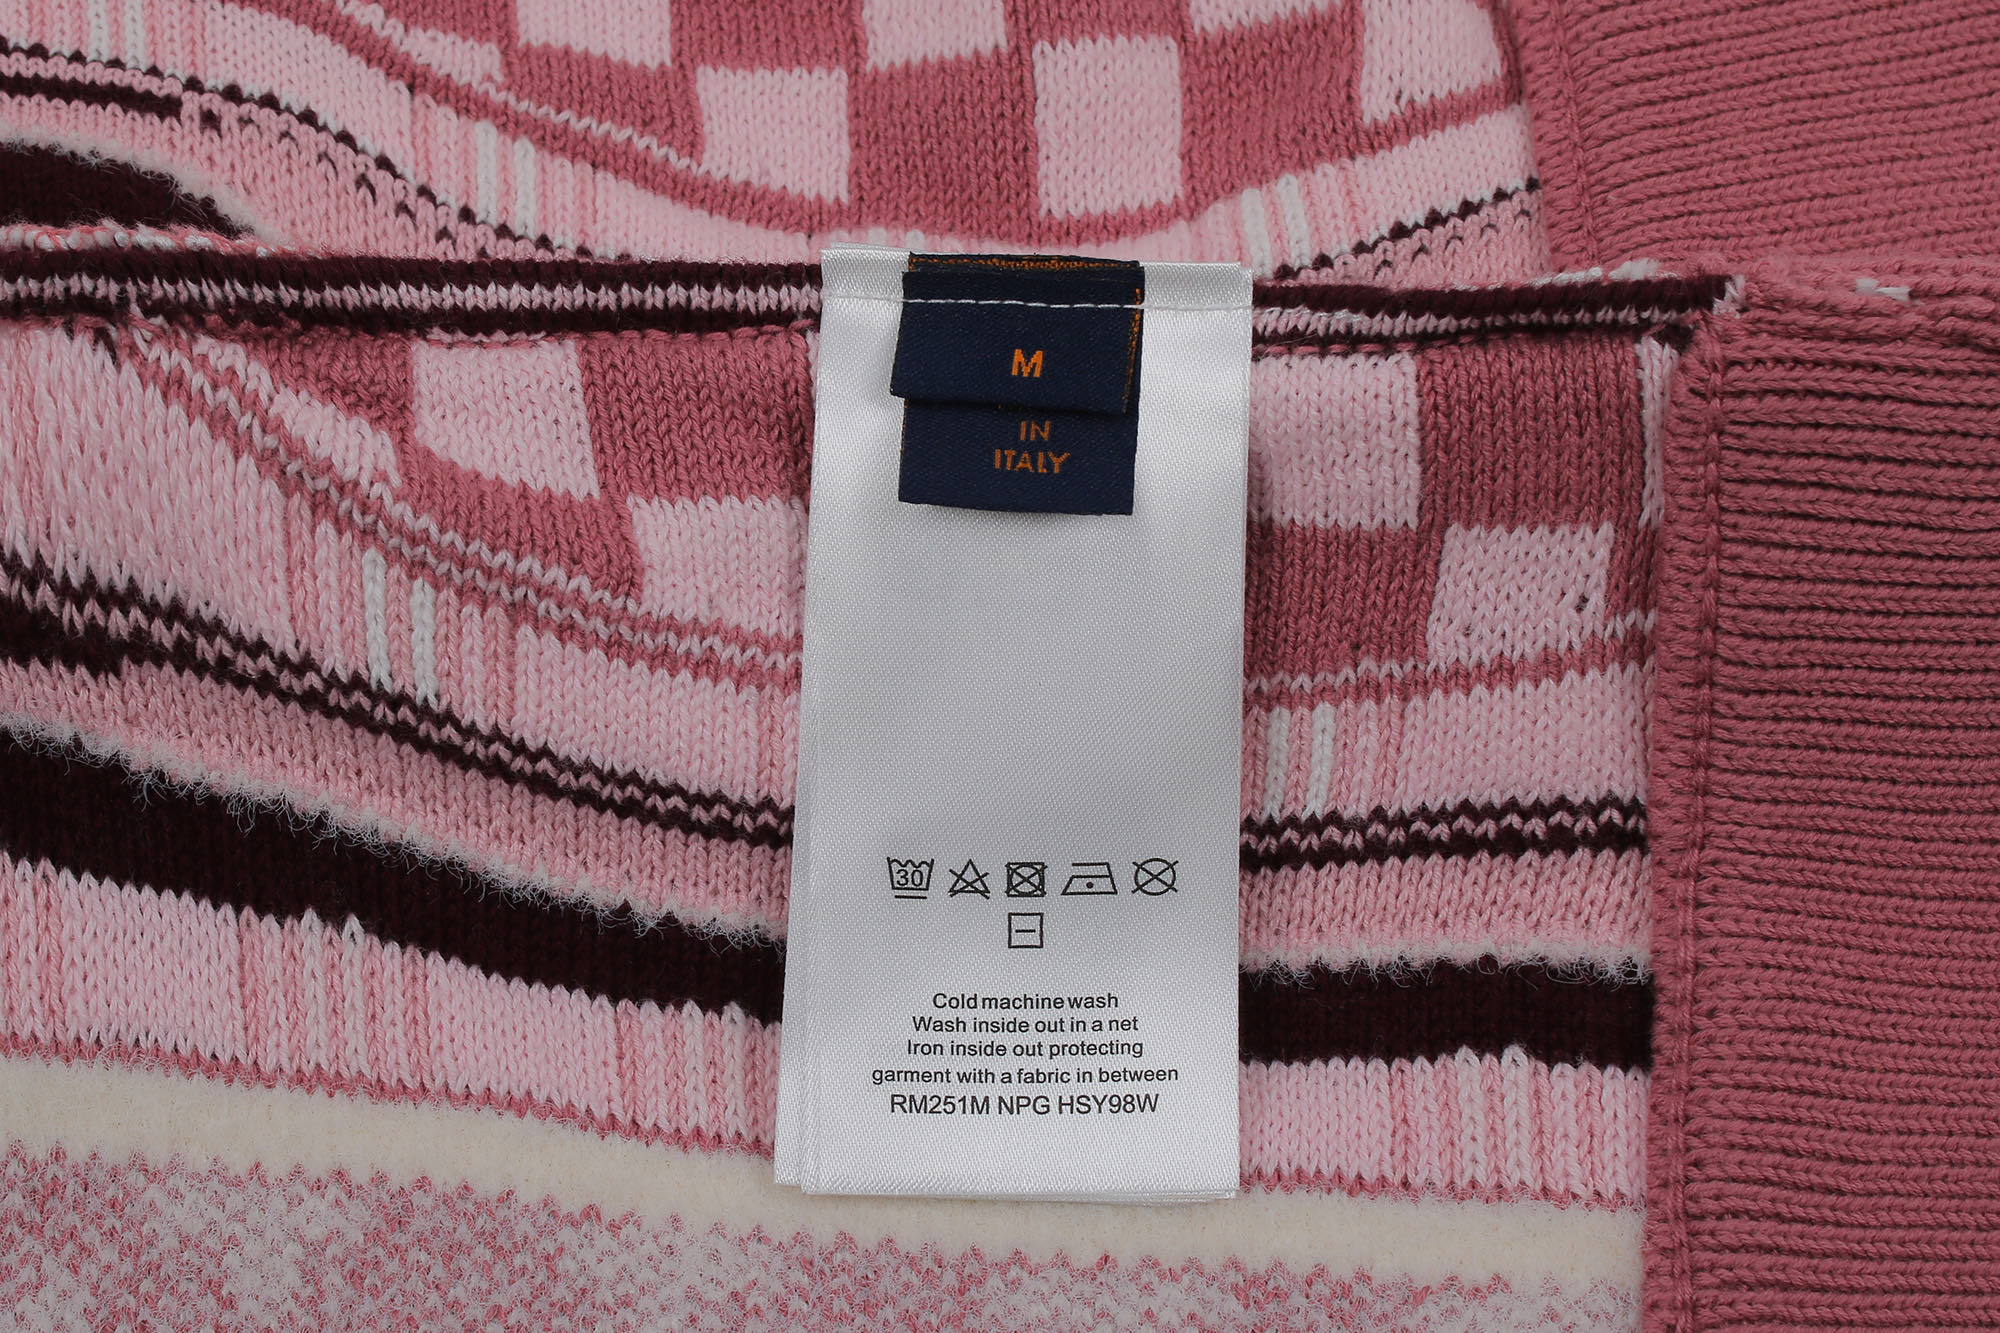 M
IN
ITALY
30
Cold machine wash
Wash inside out in a net
Iron inside out protecting
garment with a fabric in between
RM251M NPG HSY98W